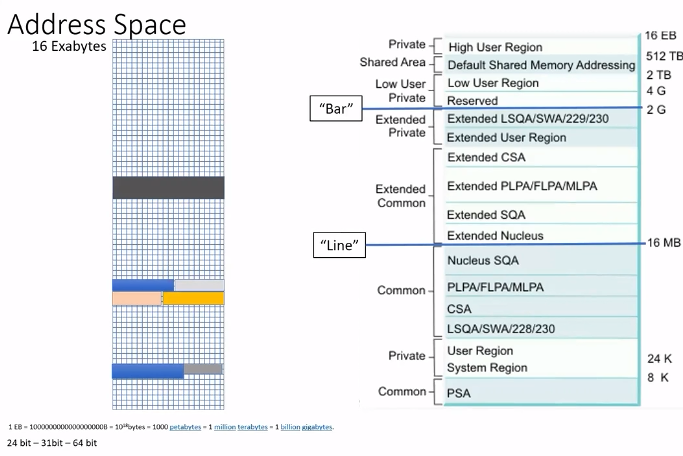 Address Space
16 Exabytes
16 EB
Private
High User Region
512 TB
Shared Area
Default Shared Memory Addressing
2 TB
Low User
Private
Low User Region
4 G
Reserved
"Bar"
2 G
Extended
Private
Extended LSQA/SWA/229/230
Extended User Region
Extended CSA
Extended
Common
Extended PLPA/FLPA/MLPA
Extended SQA
Extended Nucleus
"Line"
16 MB
Nucleus SQA
Common
PLPA/FLPA/MLPA
CSA
LSQA/SWA/228/230
Private
User Region
24 K
System Region
8 K
Common
PSA
1 EB = 1000000000000000000B = 10¹⁸bytes = 1000 petabytes = 1 million terabytes = 1 billion gigabytes.
24 bit – 31bit – 64 bit